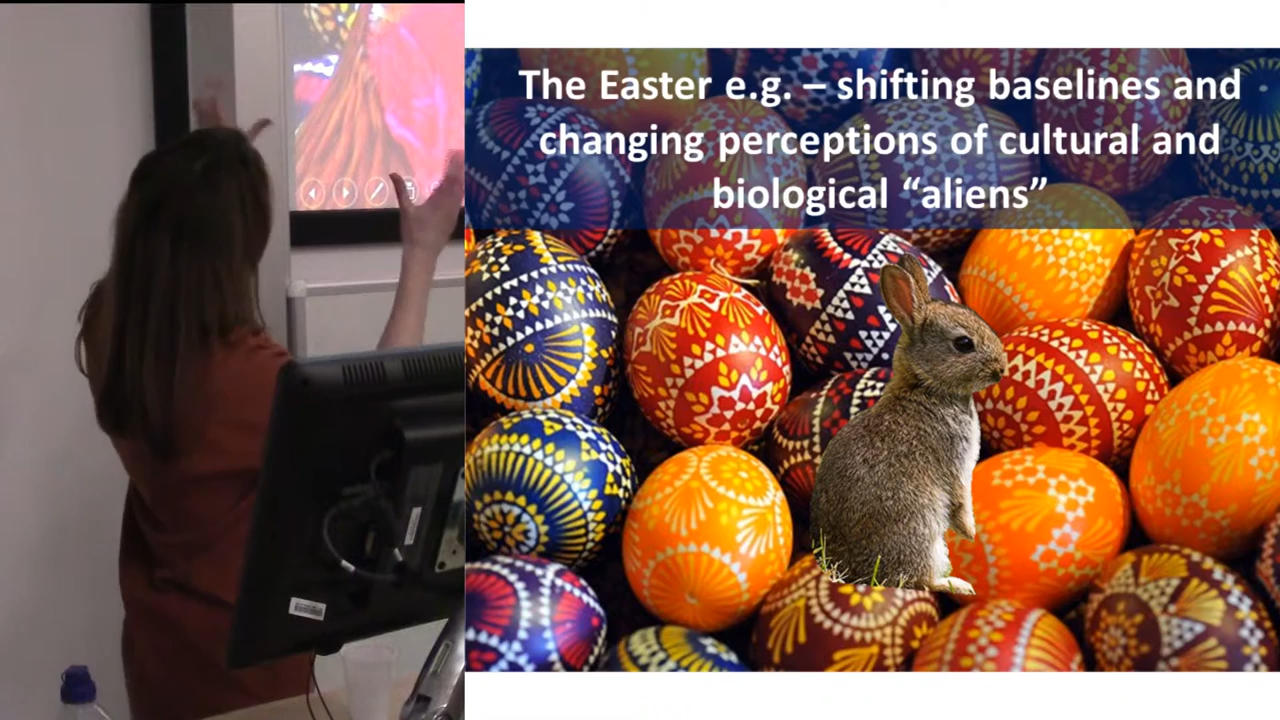 The Easter e.g. – shifting baselines and
changing perceptions of cultural and
biological “aliens”